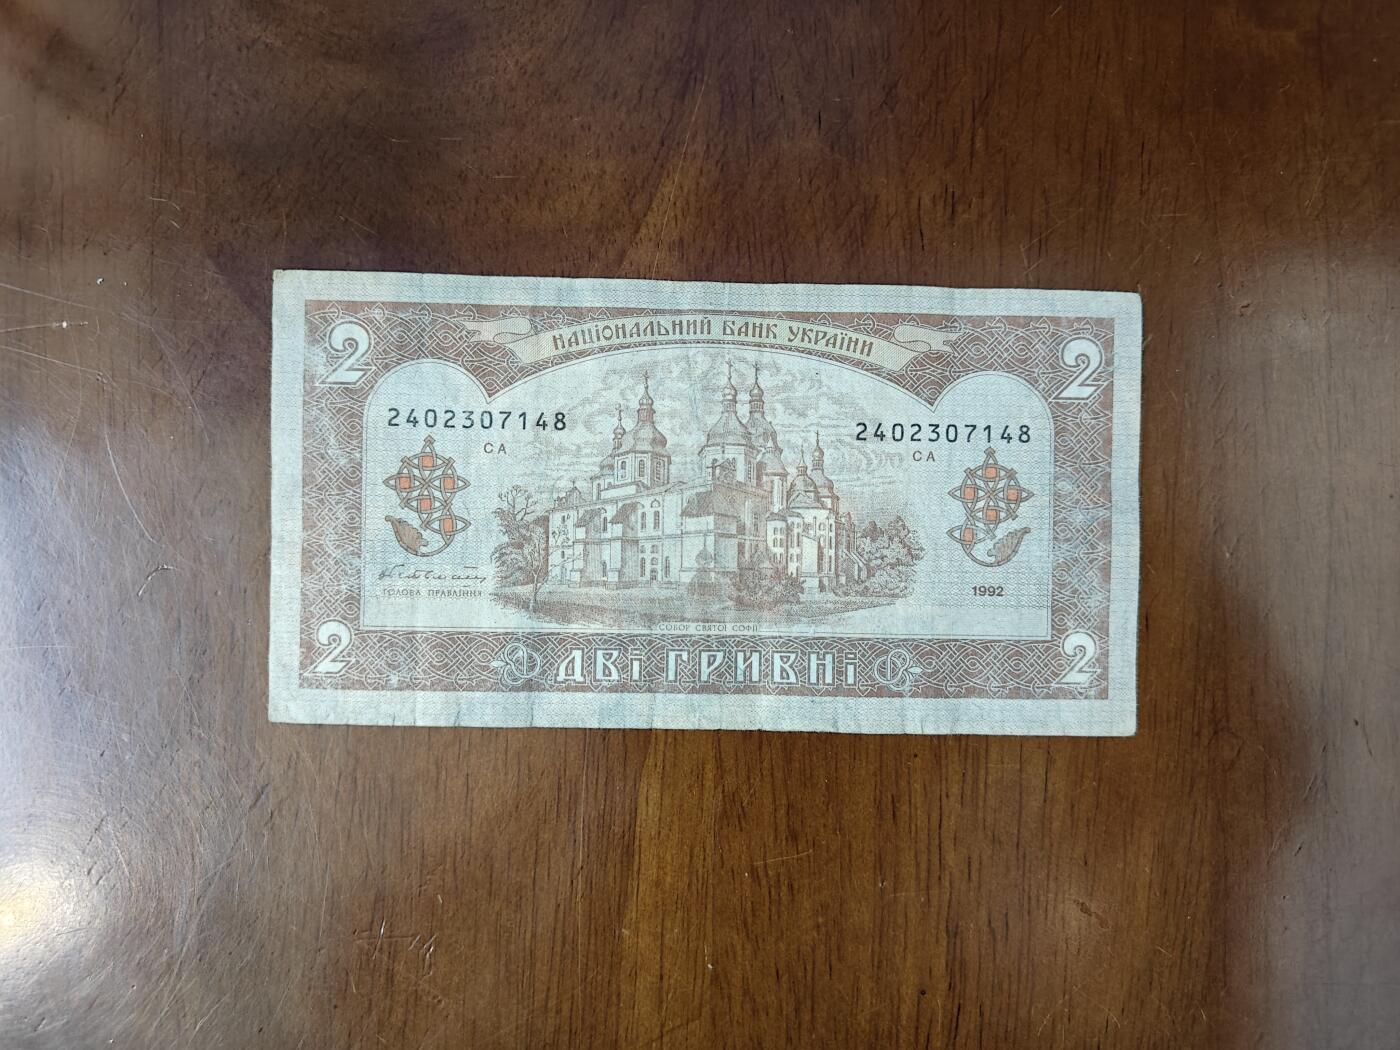 НАЦІОНАЛЬНИЙ БАНК УКРАЇНИ
2 2
2402307148 2402307148
СА СА
ГОЛОВА ПРАВЛІННЯ 1992
СОБОР СВЯТОЇ СОФІЇ
2 ДВІ ГРИВНІ 2